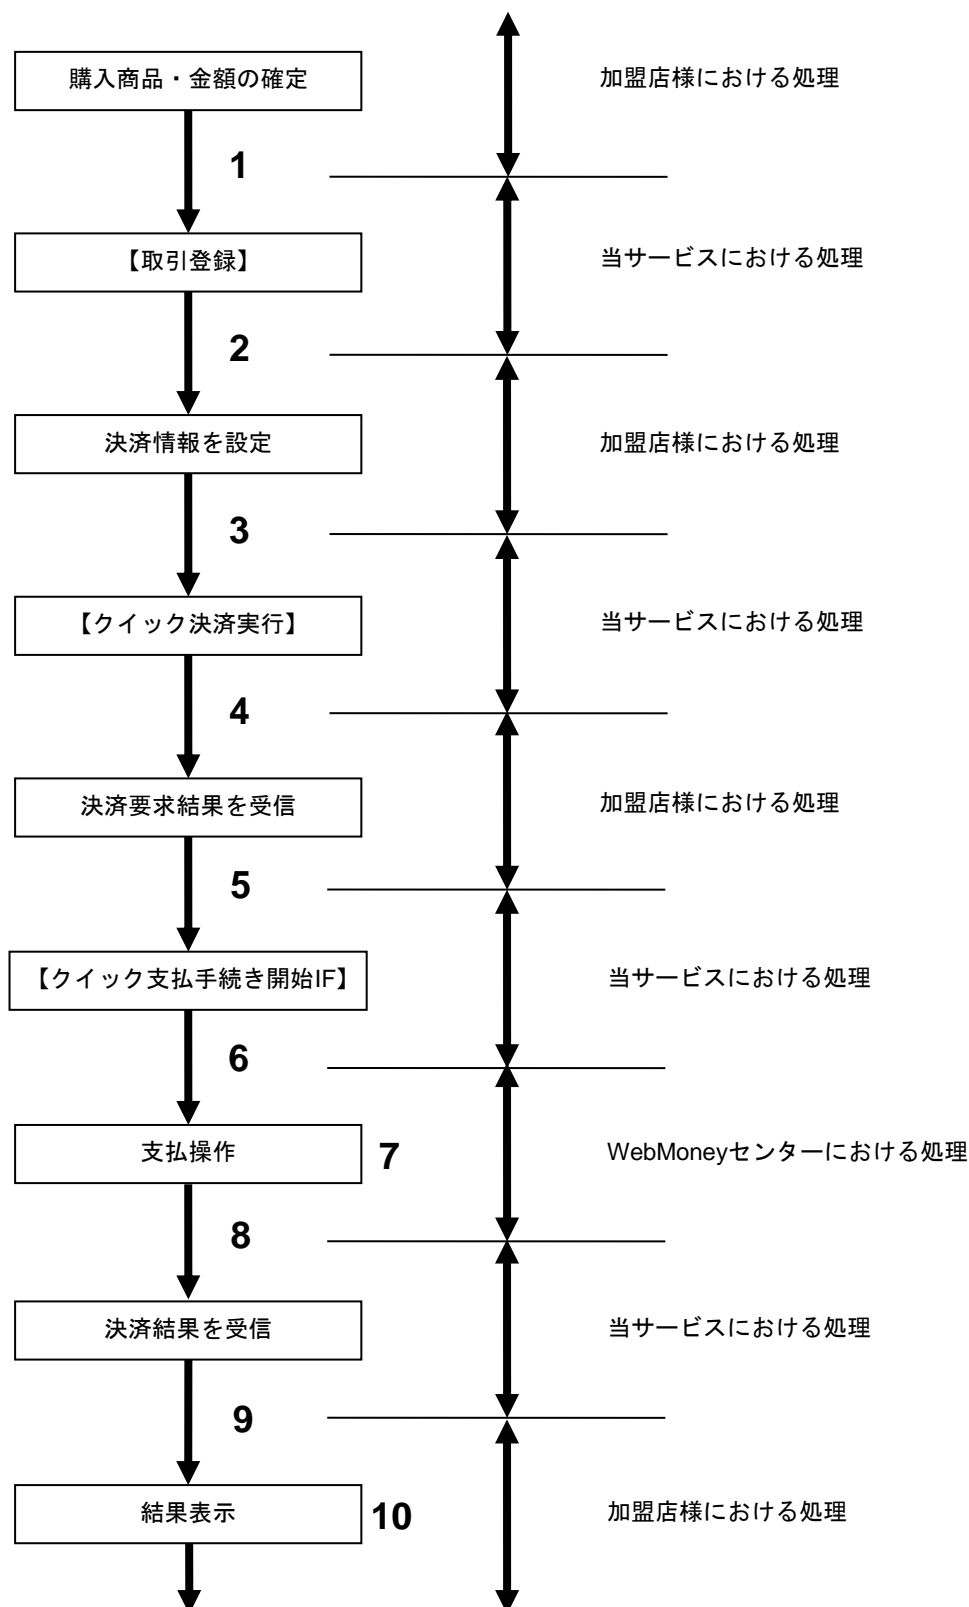 購入商品・金額の確定
加盟店様における処理
1
【取引登録】
当サービスにおける処理
2
決済情報を設定
加盟店様における処理
3
【クイック決済実行】
当サービスにおける処理
4
決済要求結果を受信
加盟店様における処理
5
【クイック支払手続き開始IF】
当サービスにおける処理
6
支払操作
7
WebMoneyセンターにおける処理
8
決済結果を受信
当サービスにおける処理
9
結果表示
10
加盟店様における処理